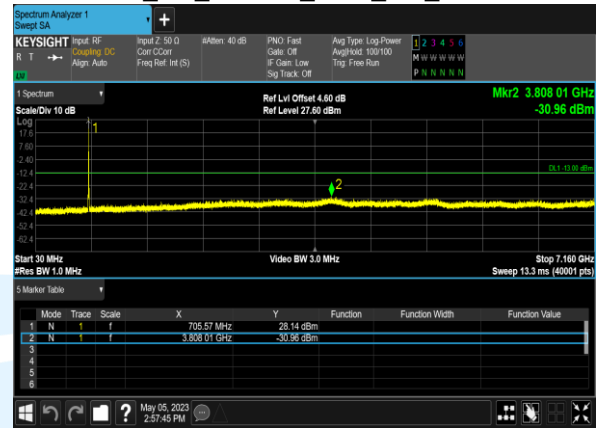 Spectrum Analyzer 1
Swept SA
+
KEYSIGHT Input: RF Input Z: 50 Ω #Atten: 40 dB PNO: Fast Avg Type: Log-Power 1 2 3 4 5 6
R T Coupling: DC Corr CCorr Gate: Off Avg|Hold: 100/100 M W W W W W
Align: Auto Freq Ref: Int (S) IF Gain: Low Trig: Free Run
Sig Track: Off P N N N N N
1 Spectrum Ref Lvl Offset 4.60 dB Mkr2 3.808 01 GHz
Scale/Div 10 dB Ref Level 27.60 dBm -30.96 dBm
Log
17.6 1
7.60
-2.40
-12.4 DL1 -13.00 dBm
-22.4 2
-32.4
-42.4
-52.4
-62.4
Start 30 MHz Video BW 3.0 MHz Stop 7.160 GHz
#Res BW 1.0 MHz Sweep 13.3 ms (40001 pts)
5 Marker Table
Mode Trace Scale X Y Function Function Width Function Value
1 N 1 f 705.57 MHz 28.14 dBm
2 N 1 f 3.808 01 GHz -30.96 dBm
3
4
5
6
? May 05, 2023
2:57:45 PM